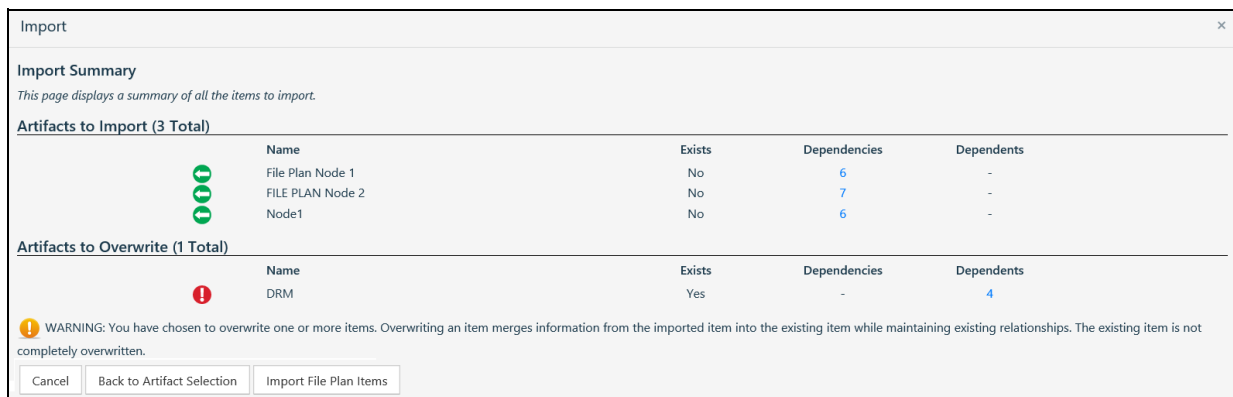 Import ×
Import Summary
This page displays a summary of all the items to import.
Artifacts to Import (3 Total)
Name Exists Dependencies Dependents
File Plan Node 1 No 6 -
FILE PLAN Node 2 No 7 -
Node1 No 6 -
Artifacts to Overwrite (1 Total)
Name Exists Dependencies Dependents
DRM Yes - 4
WARNING: You have chosen to overwrite one or more items. Overwriting an item merges information from the imported item into the existing item while maintaining existing relationships. The existing item is not
completely overwritten.
Cancel Back to Artifact Selection Import File Plan Items